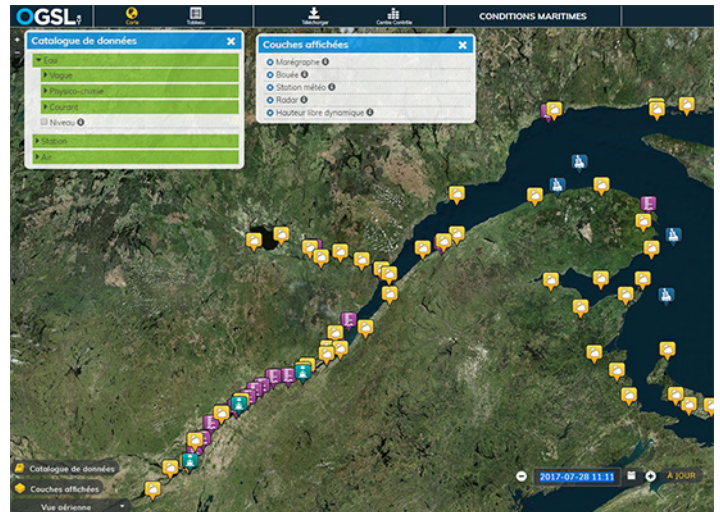 OGSL.CA
Carte
Tableau
Télécharger
Centre Contrôle
CONDITIONS MARITIMES
Catalogue de données
Eau
Vague
Physico-chimie
Courant
Niveau
Station
Air
Couches affichées
Marégraphe
Bouée
Station météo
Radar
Hauteur libre dynamique
Catalogue de données
Couches affichées
Vue aérienne
2017-07-28 11:11
À JOUR